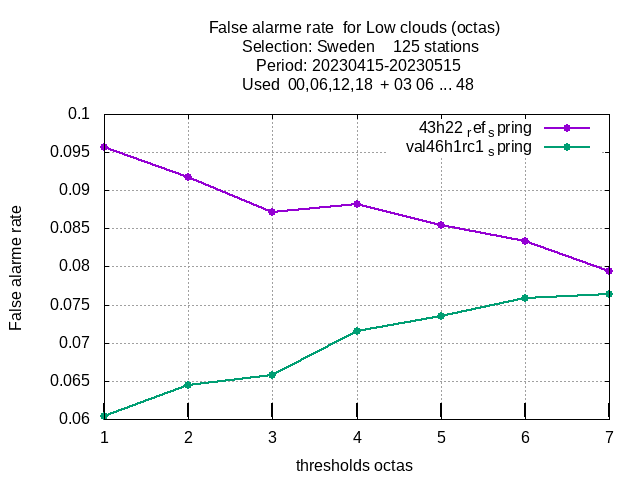 False alarme rate  for Low clouds (octas)
Selection: Sweden    125 stations
Period: 20230415-20230515
Used  00,06,12,18  + 03 06 ... 48
43h22 ref spring
val46h1rc1 spring
0.1
0.095
0.09
0.085
0.08
0.075
0.07
0.065
0.06
False alarme rate
1 2 3 4 5 6 7
thresholds octas